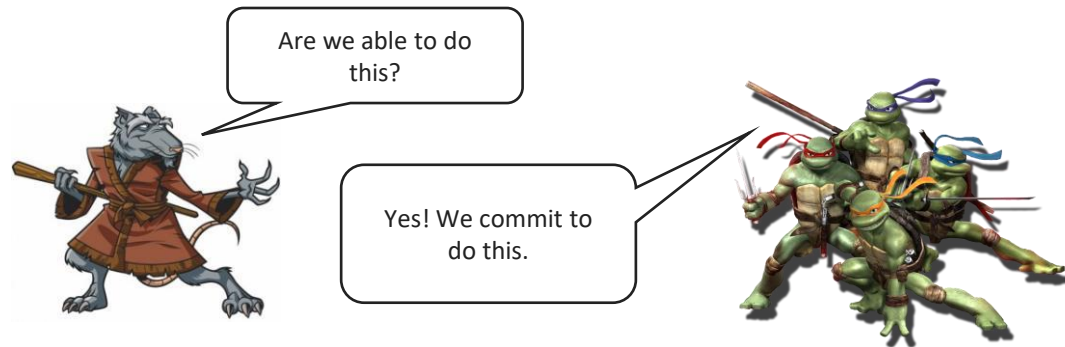 Are we able to do
this?
Yes! We commit to
do this.